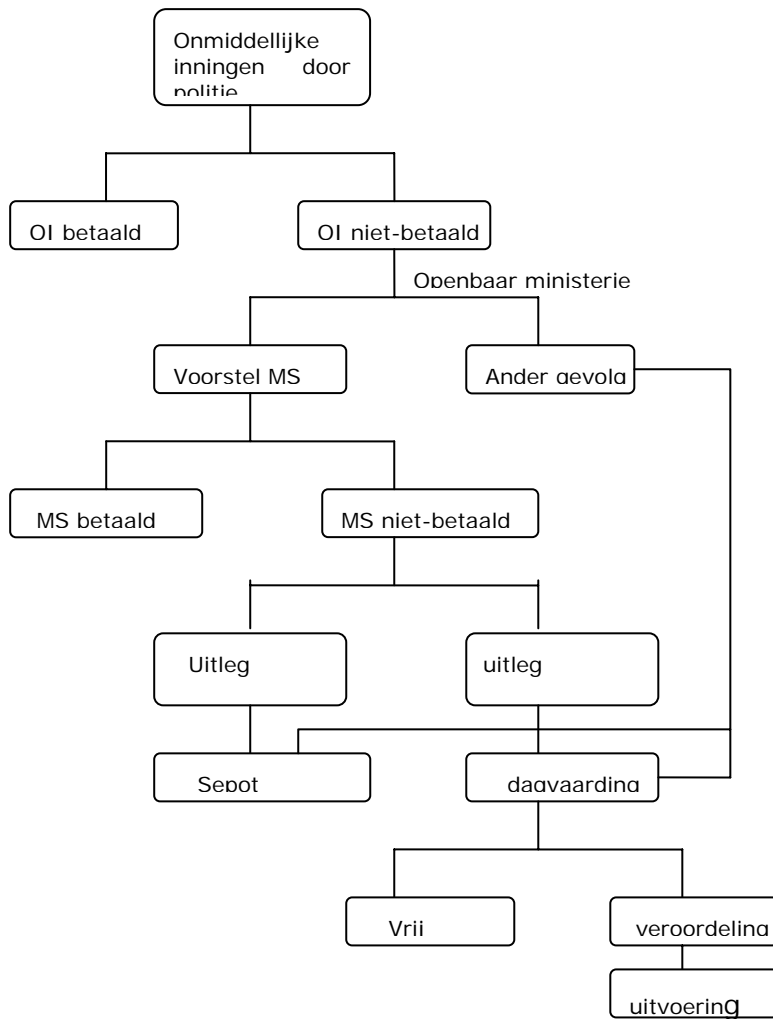 Onmiddellijke
inningen door
politie
OI betaald
OI niet-betaald
Openbaar ministerie
Voorstel MS
Ander gevolg
MS betaald
MS niet-betaald
Uitleg
uitleg
Sepot
dagvaarding
Vrij
veroordeling
uitvoering